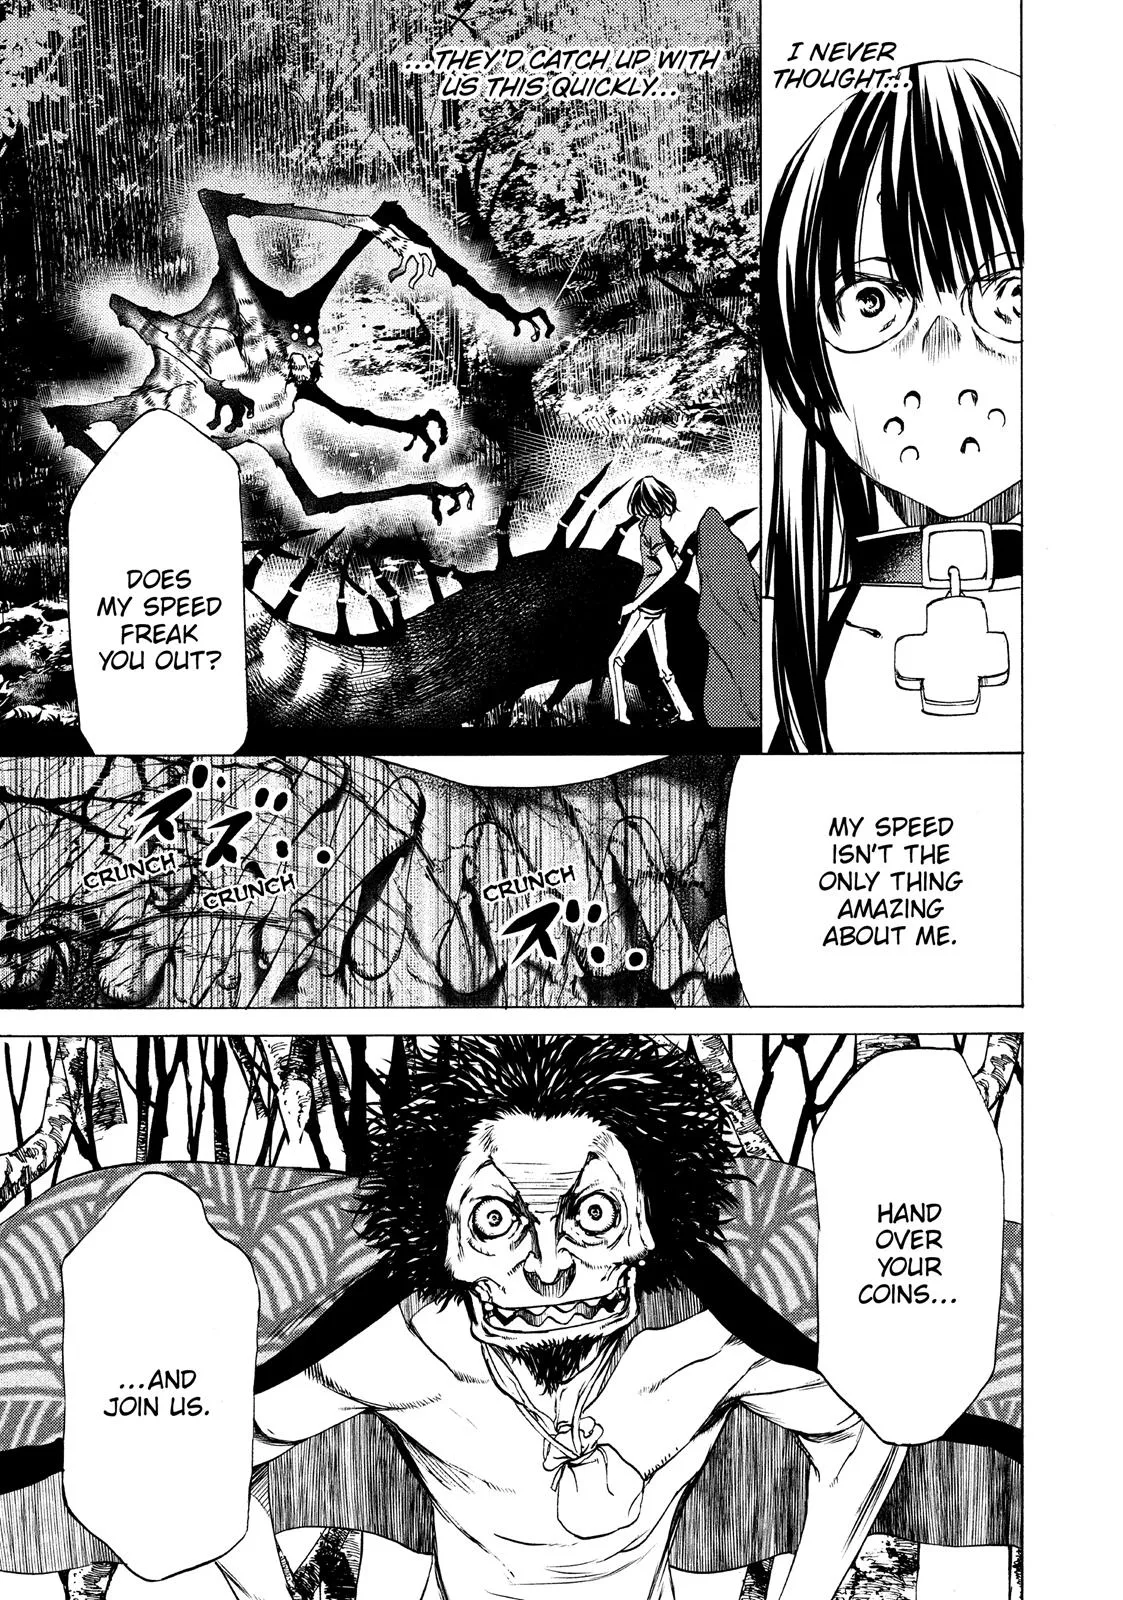 I NEVER
THOUGHT...
...THEY'D CATCH UP WITH
US THIS QUICKLY...
DOES
MY SPEED
FREAK
YOU OUT?
MY SPEED
ISN'T THE
ONLY THING
AMAZING
ABOUT ME.
ズズ...
CRUNCH
CRUNCH
ズ...
CRUNCH
HAND
OVER
YOUR
COINS...
...AND
JOIN US.